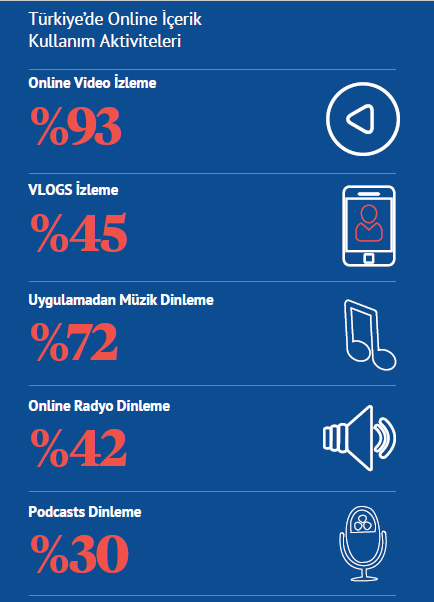 Türkiye'de Online İçerik
Kullanım Aktiviteleri
Online Video İzleme
%93
VLOGS İzleme
%45
Uygulamadan Müzik Dinleme
%72
Online Radyo Dinleme
%42
Podcasts Dinleme
%30